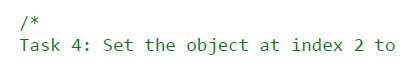 /*
Task 4: Set the object at index 2 to